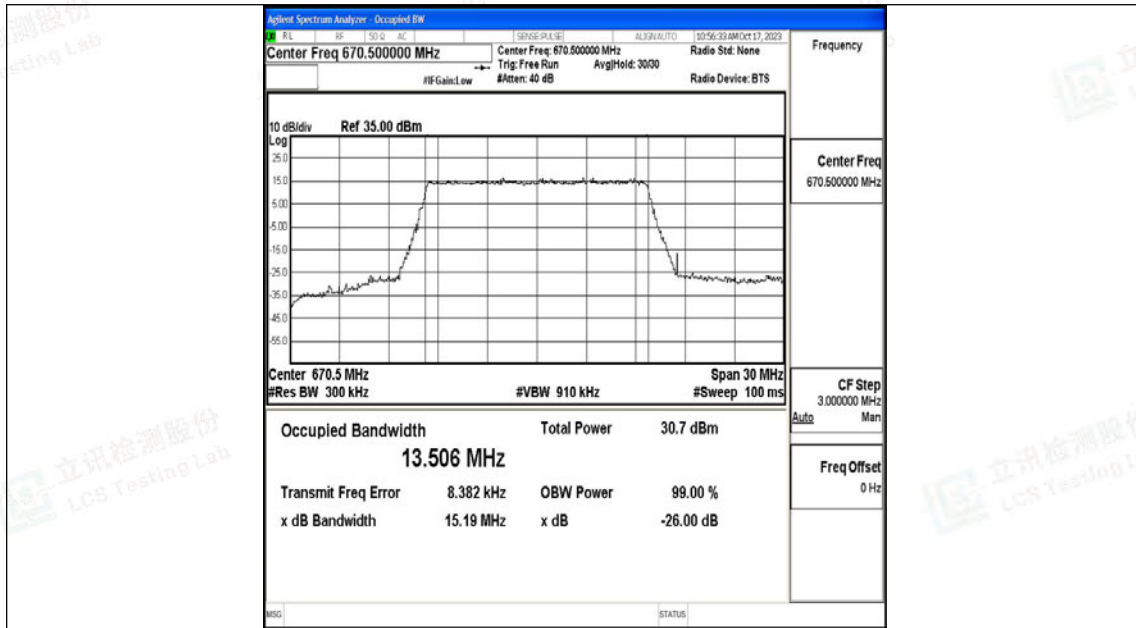 Agilent Spectrum Analyzer - Occupied BW
RL RF 50 Ω AC SENSE:PULSE ALIGNAUTO 10:56:33 AM Oct 17, 2023
Center Freq 670.500000 MHz
Center Freq: 670.500000 MHz
Radio Std: None
Trig: Free Run Avg|Hold: 30/30
#IFGain:Low
#Atten: 40 dB
Radio Device: BTS
Frequency
10 dB/div Ref 35.00 dBm
Log
25.0
15.0
5.00
-5.00
-15.0
-25.0
-35.0
-45.0
-55.0
Center Freq
670.500000 MHz
Center 670.5 MHz
Span 30 MHz
#Res BW 300 kHz
#VBW 910 kHz
#Sweep 100 ms
CF Step
3.000000 MHz
Auto Man
Freq Offset
0 Hz
Occupied Bandwidth
13.506 MHz
Total Power 30.7 dBm
Transmit Freq Error 8.382 kHz
OBW Power 99.00 %
x dB Bandwidth 15.19 MHz
x dB -26.00 dB
MSG
STATUS
立讯检测股份
LCS Testing Lab
立讯检测股份